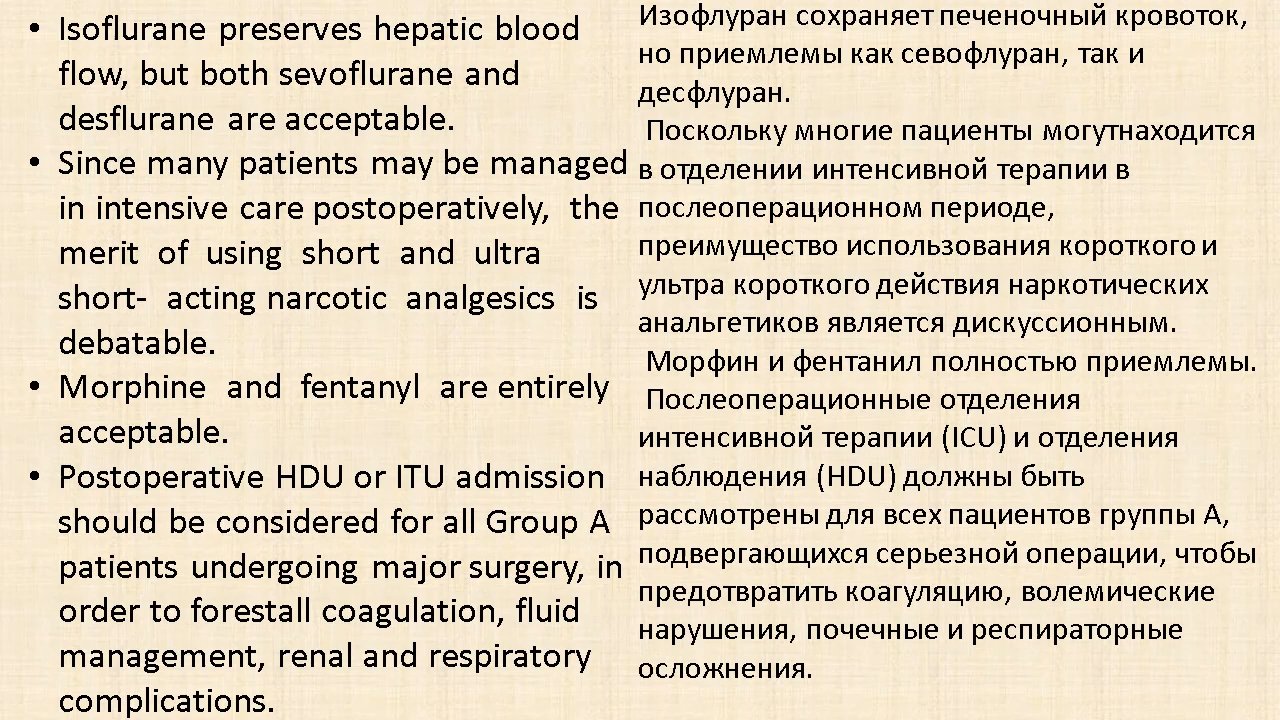 • Isoflurane preserves hepatic blood
flow, but both sevoflurane and
desflurane are acceptable.
• Since many patients may be managed
in intensive care postoperatively, the
merit of using short and ultra
short- acting narcotic analgesics is
debatable.
• Morphine and fentanyl are entirely
acceptable.
• Postoperative HDU or ITU admission
should be considered for all Group A
patients undergoing major surgery, in
order to forestall coagulation, fluid
management, renal and respiratory
complications.
Изофлуран сохраняет печеночный кровоток,
но приемлемы как севофлуран, так и
десфлуран.
Поскольку многие пациенты могутнаходится
в отделении интенсивной терапии в
послеоперационном периоде,
преимущество использования короткого и
ультра короткого действия наркотических
анальгетиков является дискуссионным.
Морфин и фентанил полностью приемлемы.
Послеоперационные отделения
интенсивной терапии (ICU) и отделения
наблюдения (HDU) должны быть
рассмотрены для всех пациентов группы А,
подвергающихся серьезной операции, чтобы
предотвратить коагуляцию, волемические
нарушения, почечные и респираторные
осложнения.